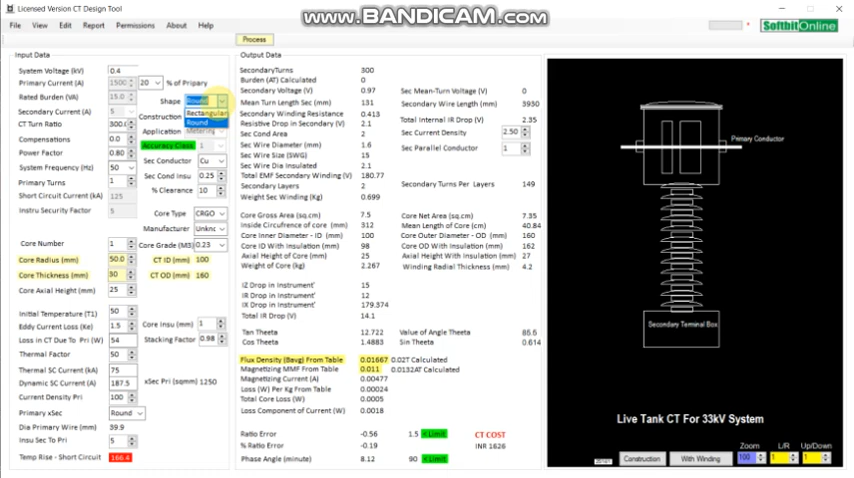 Licensed Version CT Design Tool
WWW.BANDICAM.COM
File View Edit Report Permissions About Help
SoftbitOnline
Process
Input Data
System Voltage (kV) 0.4
Primary Current (A) 1500 20 % of Pripary
Rated Burden (VA) 15.0 Shape Round
Rectangular
Round
Secondary Current (A) 5 Construction
CT Turn Ratio 300.0 Application Metering
Compensations 0.0 Accuracy Class 1
Power Factor 0.80 Sec Conductor Cu
System Frequency (Hz) 50 Sec Cond Insu 0.25
Primary Turns 1 % Clearance 10
Short Circuit Current (kA) 125
Instru Security Factor 5 Core Type CRGO
Manufacturer Unknc
Core Number 1 Core Grade (M3) 0.23
Core Radius (mm) 50.0 CT ID (mm) 100
Core Thickness (mm) 30 CT OD (mm) 160
Core Axial Height (mm) 25
Initial Temperature (T1) 50
Eddy Current Loss (Ke) 1.5 Core Insu (mm) 1
Loss in CT Due To Pri (W) 54 Stacking Factor 0.98
Thermal Factor 50
Thermal SC Current (kA) 75
Dynamic SC Current (A) 187.5 xSec Pri (sqmm) 1250
Current Density Pri 100
Primary xSec Round
Dia Primary Wire (mm) 39.9
Insu Sec To Pri 5
Temp Rise - Short Circuit 166.4
Output Data
SecondaryTurns 300
Burden (AT) Calculated 0
Secondary Voltage (V) 0.97 Sec Mean-Turn Voltage (V) 0
Mean Turn Length Sec (mm) 131 Secondary Wire Length (mm) 3930
Secondary Winding Resistance 0.413
Resistive Drop in Secondary (V) 2.1 Total Internal IR Drop (V) 2.35
Sec Cond Area 2 Sec Current Density 2.50
Sec Wire Diameter (mm) 1.6
Sec Wire Size (SWG) 15 Sec Parallel Conductor 1
Sec Wire Dia Insulated 2.1
Total EMF Secondary Winding (V) 180.77
Secondary Layers 2 Secondary Turns Per Layers 149
Weight Sec Winding (Kg) 0.699
Core Gross Area (sq.cm) 7.5 Core Net Area (sq.cm) 7.35
Inside Circufrence of core (mm) 312 Mean Length of Core (mm) 40.84
Core Inner Diameter - ID (mm) 100 Core Outer Diameter - OD (mm) 160
Core ID With Insulation (mm) 98 Core OD With Insulation (mm) 162
Axial Height of Core (mm) 25 Axial Height With Insulation (mm) 27
Weight of Core (kg) 2.267 Winding Radial Thickness (mm) 4.2
IZ Drop in Instrument' 15
IR Drop in Instrument' 12
IX Drop in Instrument' 179.374
Total IR Drop (V) 14.1
Tan Theeta 12.722 Value of Angle Theeta 85.5
Cos Theeta 1.4883 Sin Theeta 0.614
Flux Density (Bavg) From Table 0.01667 0.02T Calculated
Magnetizing MMF From Table 0.011 0.0132AT Calculated
Magnetizing Current (A) 0.00477
Loss (W) Per Kg From Table 0.00024
Total Core Loss (W) 0.0005
Loss Component of Current (W) 0.0018
Ratio Error -0.56 1.5 < Limit CT COST
% Ratio Error -0.19 INR 1626
Phase Angle (minute) 8.12 90 < Limit
Primary Conductor
Secondary Terminal Box
Live Tank CT For 33kV System
Zoom L/R Up/Down
Construction With Winding 100 1 1